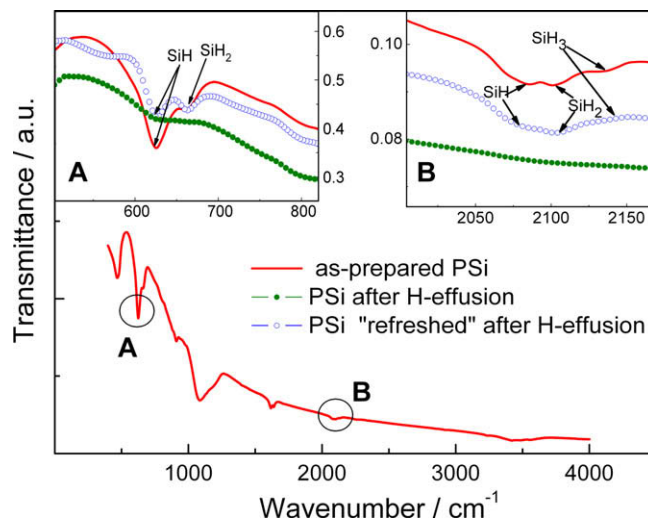 SiH
SiH2
0.6
0.5
0.4
0.3
A
600
700
800
SiH3
0.10
0.08
SiH
SiH2
B
2050
2100
2150
Transmittance / a.u.
as-prepared PSi
PSi after H-effusion
PSi "refreshed" after H-effusion
A
B
1000
2000
3000
4000
Wavenumber / cm-1